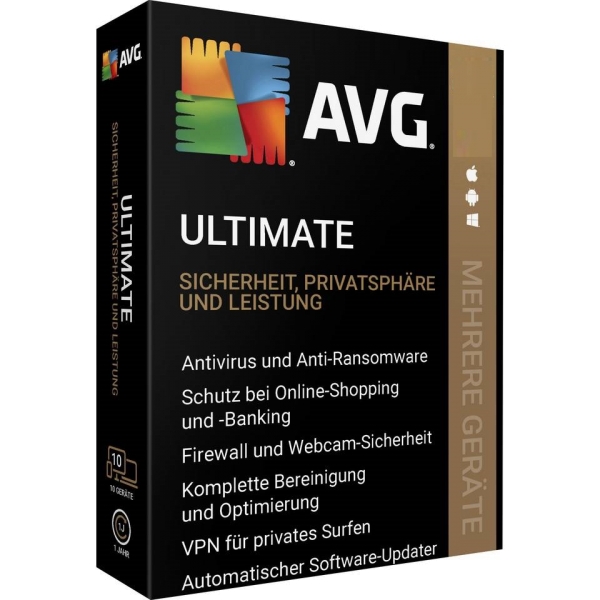 AVG
SICHERHEIT, PRIVATSPHÄRE UND LEISTUNG
ULTIMATE
10
10 GERÄTE
1J
1 JAHR
AVG
ULTIMATE
SICHERHEIT, PRIVATSPHÄRE
UND LEISTUNG
Antivirus und Anti-Ransomware
Schutz bei Online-Shopping
und -Banking
Firewall und Webcam-Sicherheit
Komplette Bereinigung
und Optimierung
VPN für privates Surfen
Automatischer Software-Updater
MEHRERE GERÄTE